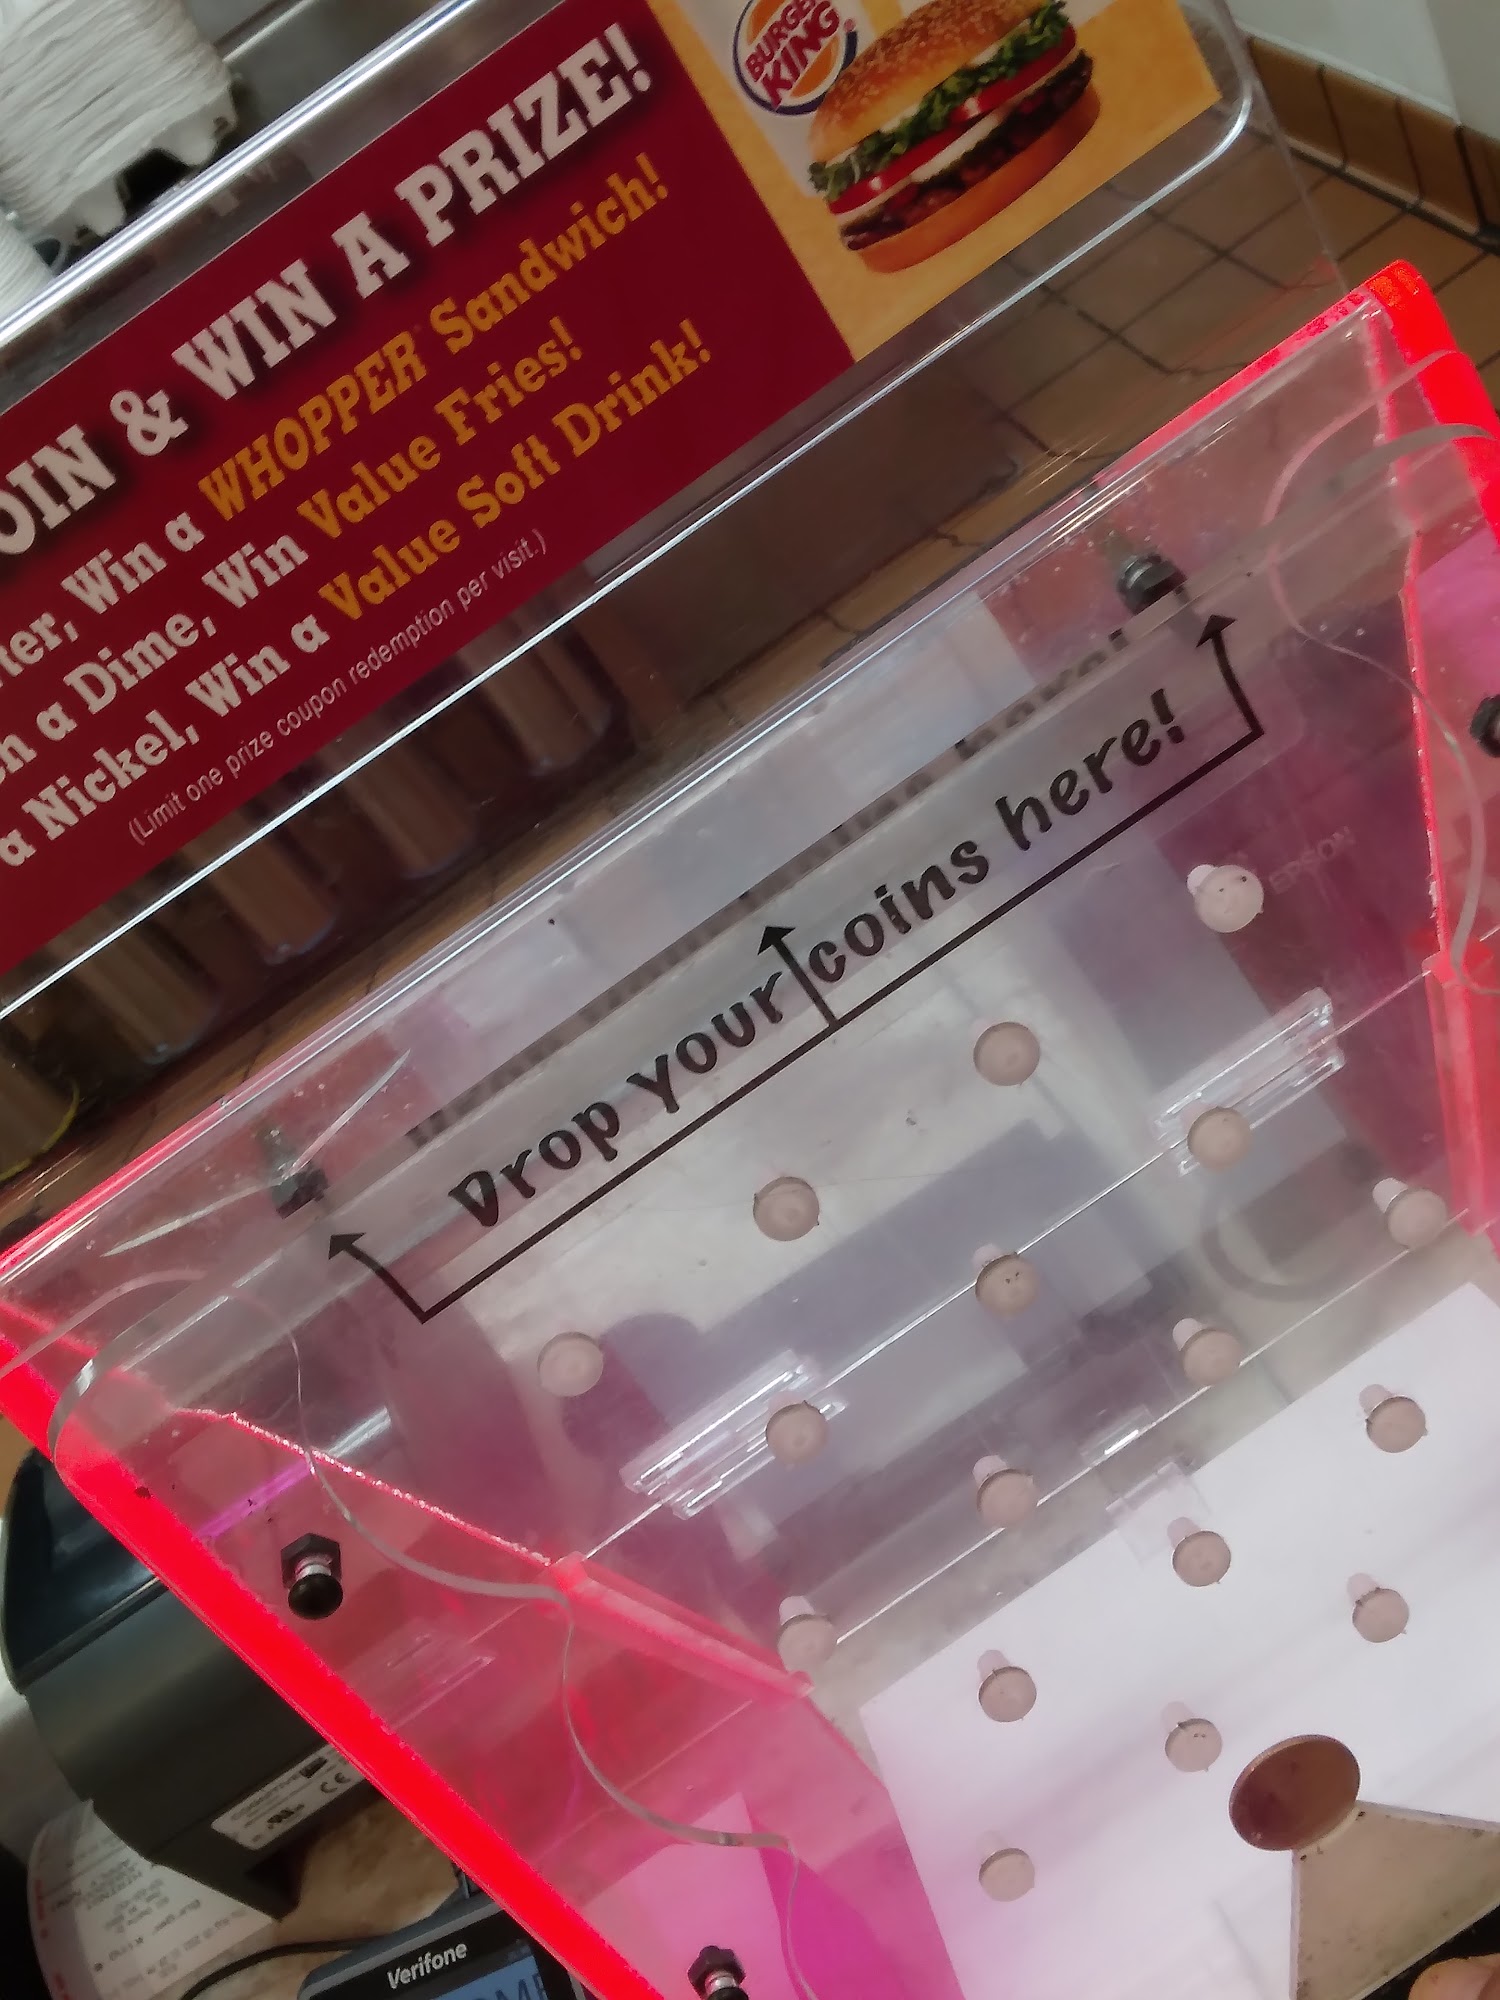 BURGER
KING
OIN & WIN A PRIZE!
ter, Win a WHOPPER Sandwich!
h a Dime, Win Value Fries!
a Nickel, Win a Value Soft Drink!
(Limit one prize coupon redemption per visit.)
Drop your coins here!
EPSON
Verifone